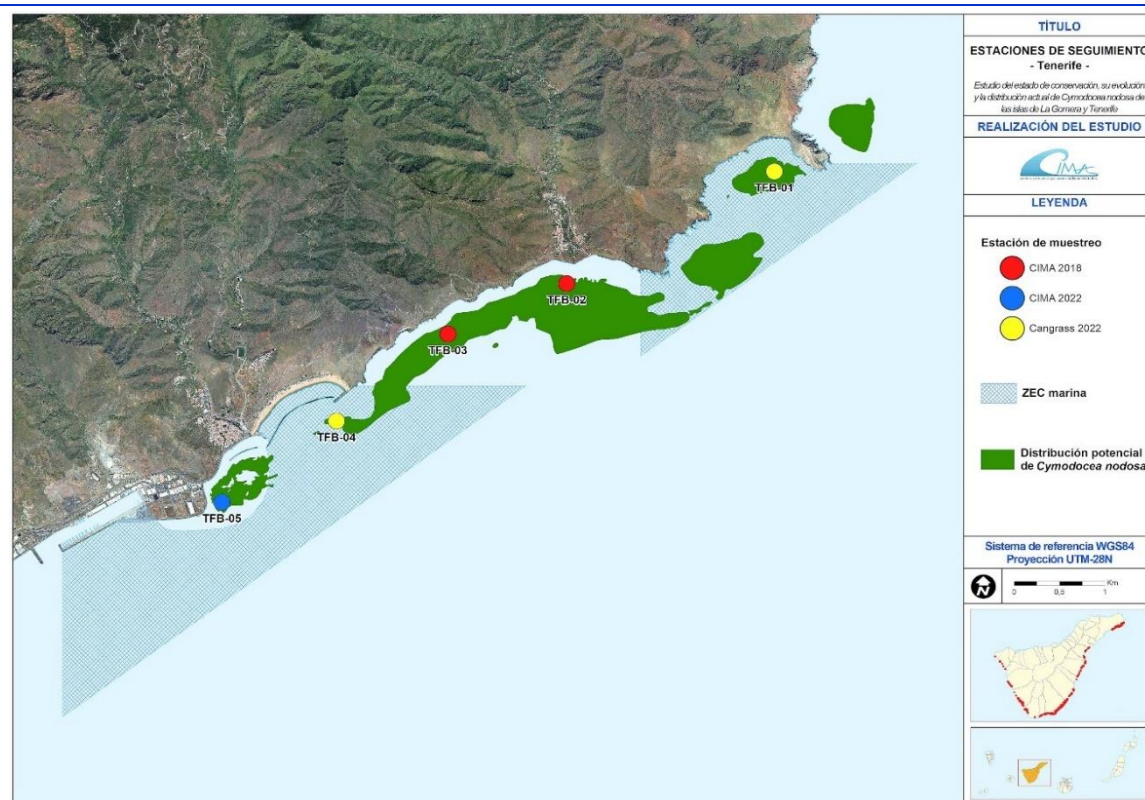 TÍTULO
ESTACIONES DE SEGUIMIENTO
- Tenerife -
Estudio del estado de conservación, su evolución
y la distribución actual de Cymodocea nodosa de
las islas de La Gomera y Tenerife
REALIZACIÓN DEL ESTUDIO
CIMA
LEYENDA
Estación de muestreo
CIMA 2018
CIMA 2022
Cangrass 2022
ZEC marina
Distribución potencial
de Cymodocea nodosa
Sistema de referencia WGS84
Proyección UTM-28N
N
Km
0 0,5 1
TFB-01
TFB-02
TFB-03
TFB-04
TFB-05